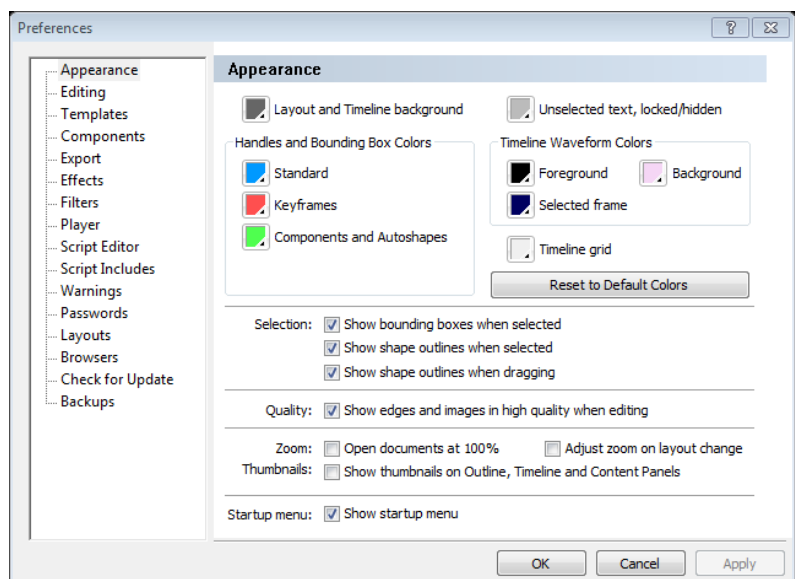 Preferences
Appearance
Editing
Templates
Components
Export
Effects
Filters
Player
Script Editor
Script Includes
Warnings
Passwords
Layouts
Browsers
Check for Update
Backups
Appearance
Layout and Timeline background
Unselected text, locked/hidden
Handles and Bounding Box Colors
Standard
Keyframes
Components and Autoshapes
Timeline Waveform Colors
Foreground Background
Selected frame
Timeline grid
Reset to Default Colors
Selection: Show bounding boxes when selected
Show shape outlines when selected
Show shape outlines when dragging
Quality: Show edges and images in high quality when editing
Zoom: Open documents at 100% Adjust zoom on layout change
Thumbnails: Show thumbnails on Outline, Timeline and Content Panels
Startup menu: Show startup menu
OK Cancel Apply